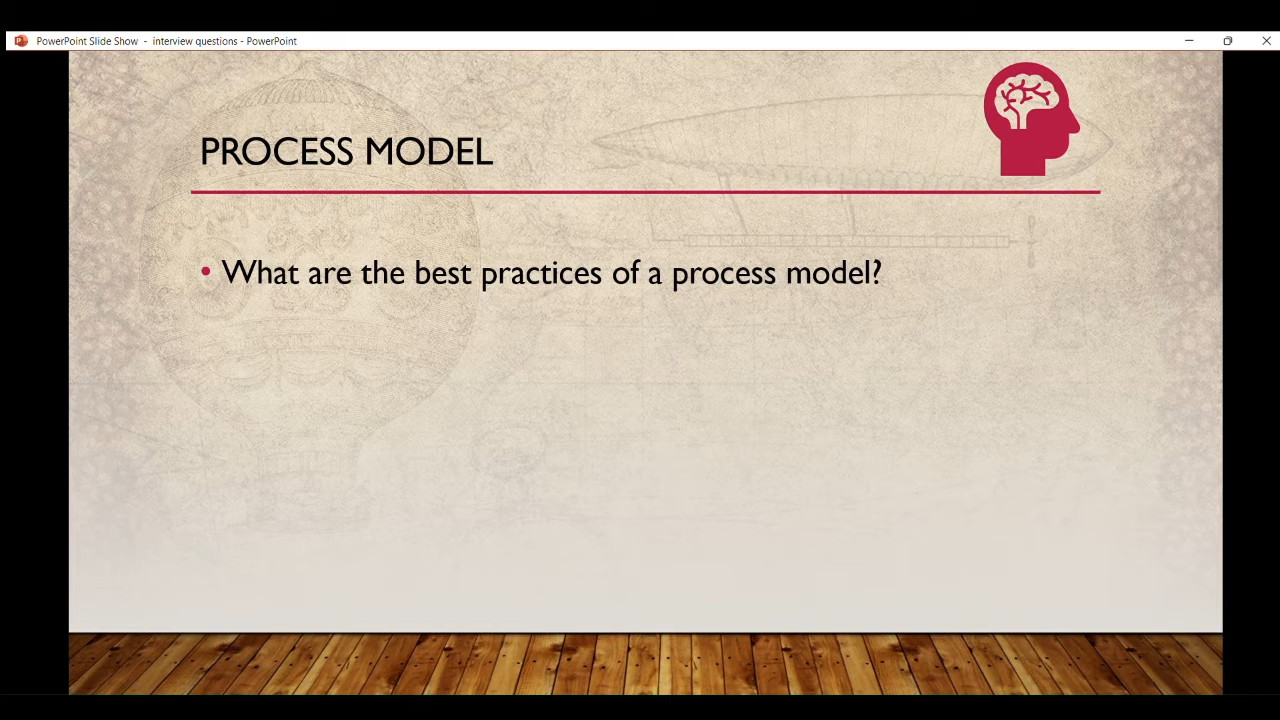 PowerPoint Slide Show - interview questions - PowerPoint
PROCESS MODEL
• What are the best practices of a process model?